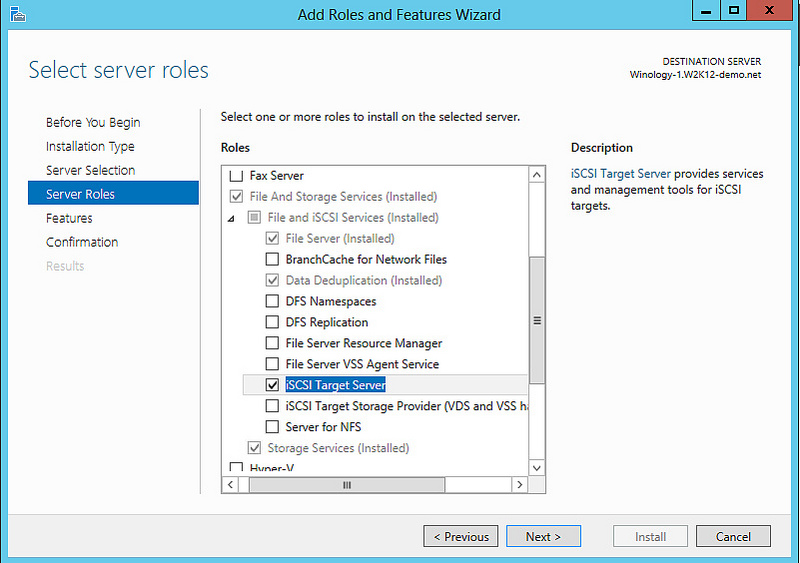 Add Roles and Features Wizard
Select server roles
DESTINATION SERVER
Winology-1.W2K12-demo.net
Before You Begin
Installation Type
Server Selection
Server Roles
Features
Confirmation
Results
Select one or more roles to install on the selected server.
Roles
Fax Server
File And Storage Services (Installed)
File and iSCSI Services (Installed)
File Server (Installed)
BranchCache for Network Files
Data Deduplication (Installed)
DFS Namespaces
DFS Replication
File Server Resource Manager
File Server VSS Agent Service
iSCSI Target Server
iSCSI Target Storage Provider (VDS and VSS ha
Server for NFS
Storage Services (Installed)
Hyper-V
Description
iSCSI Target Server provides services
and management tools for iSCSI
targets.
< Previous
Next >
Install
Cancel